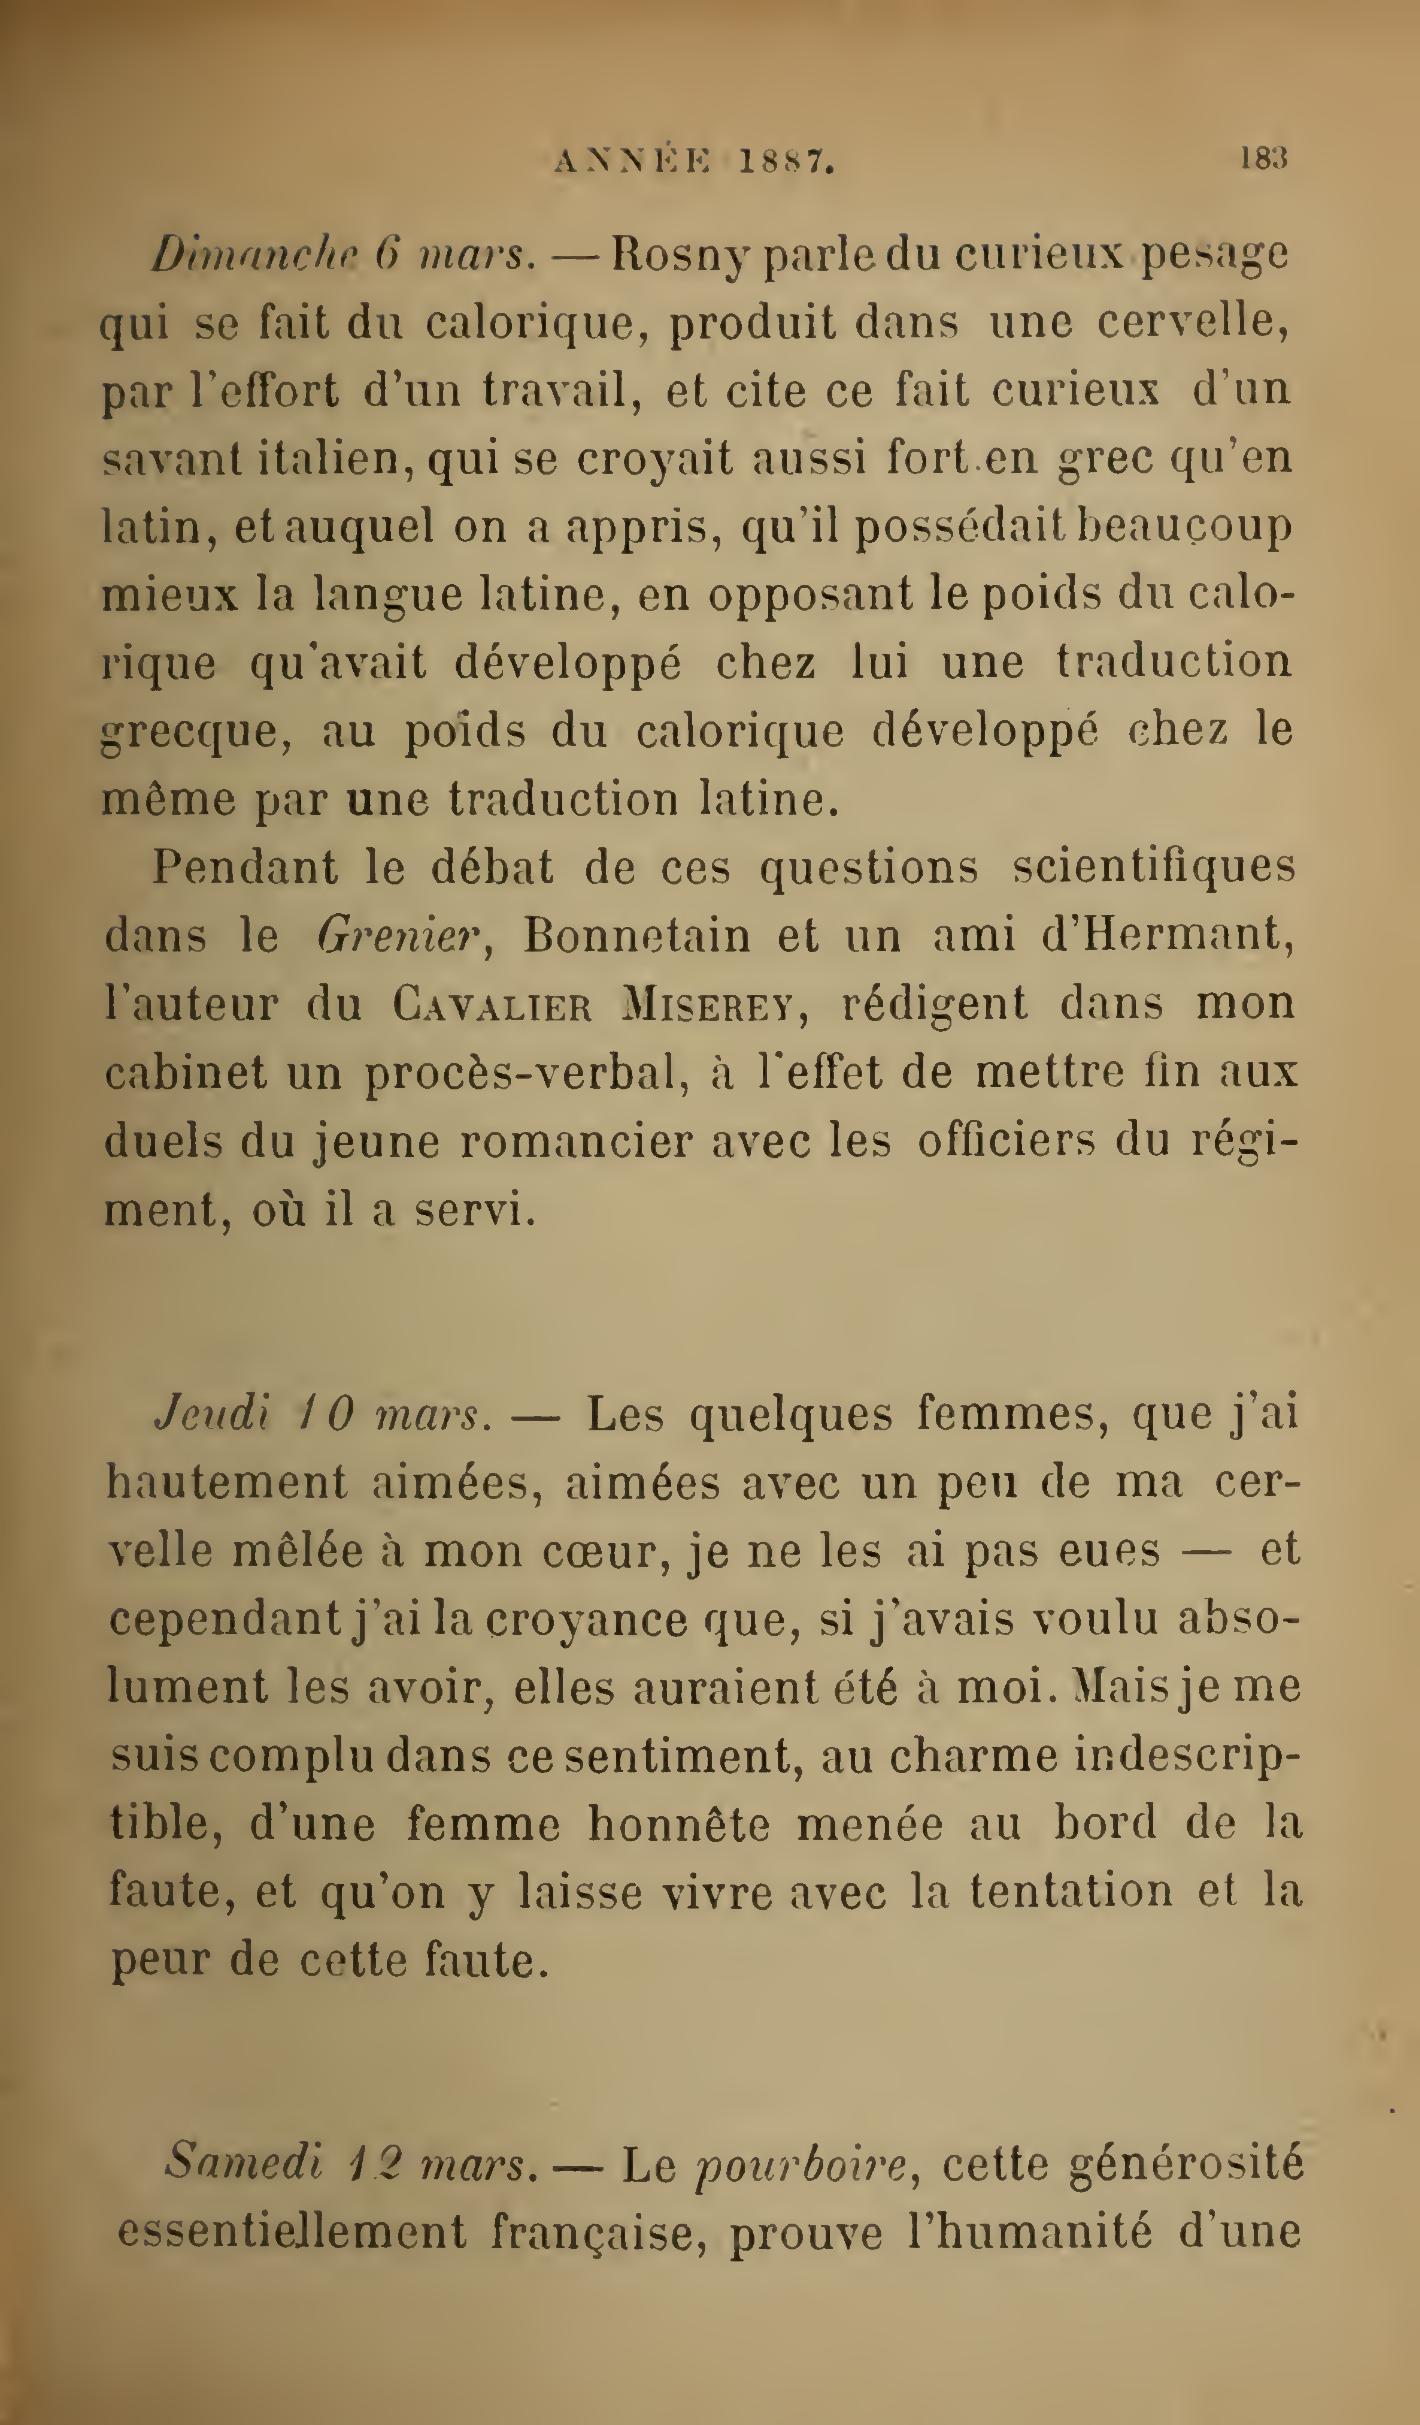 ANNÉE 1887. 183
Dimanche 6 mars. — Rosny parle du curieux pesage
qui se fait du calorique, produit dans une cervelle,
par l'effort d'un travail, et cite ce fait curieux d'un
savant italien, qui se croyait aussi fort en grec qu'en
latin, et auquel on a appris, qu'il possédait beaucoup
mieux la langue latine, en opposant le poids du calo-
rique qu'avait développé chez lui une traduction
grecque, au poids du calorique développé chez le
même par une traduction latine.
Pendant le débat de ces questions scientifiques
dans le Grenier, Bonnetain et un ami d'Hermant,
l'auteur du CAVALIER MISEREY, rédigent dans mon
cabinet un procès-verbal, à l'effet de mettre fin aux
duels du jeune romancier avec les officiers du régi-
ment, où il a servi.
Jeudi 10 mars. — Les quelques femmes, que j'ai
hautement aimées, aimées avec un peu de ma cer-
velle mêlée à mon cœur, je ne les ai pas eues — et
cependant j'ai la croyance que, si j'avais voulu abso-
lument les avoir, elles auraient été à moi. Mais je me
suis complu dans ce sentiment, au charme indescrip-
tible, d'une femme honnête menée au bord de la
faute, et qu'on y laisse vivre avec la tentation et la
peur de cette faute.
Samedi 12 mars. — Le pourboire, cette générosité
essentiellement française, prouve l'humanité d'une